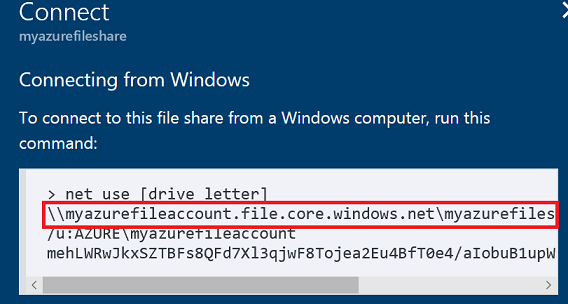 Connect
myazurefileshare
Connecting from Windows
To connect to this file share from a Windows computer, run this
command:
> net use [drive letter]
\\myazurefileaccount.file.core.windows.net\myazurefiles
/u:AZURE\myazurefileaccount
mehLWRwJkxSZTBFs8QFd7Xl3qjwF8Tojea2Eu4BfT0e4/aIobuB1upW